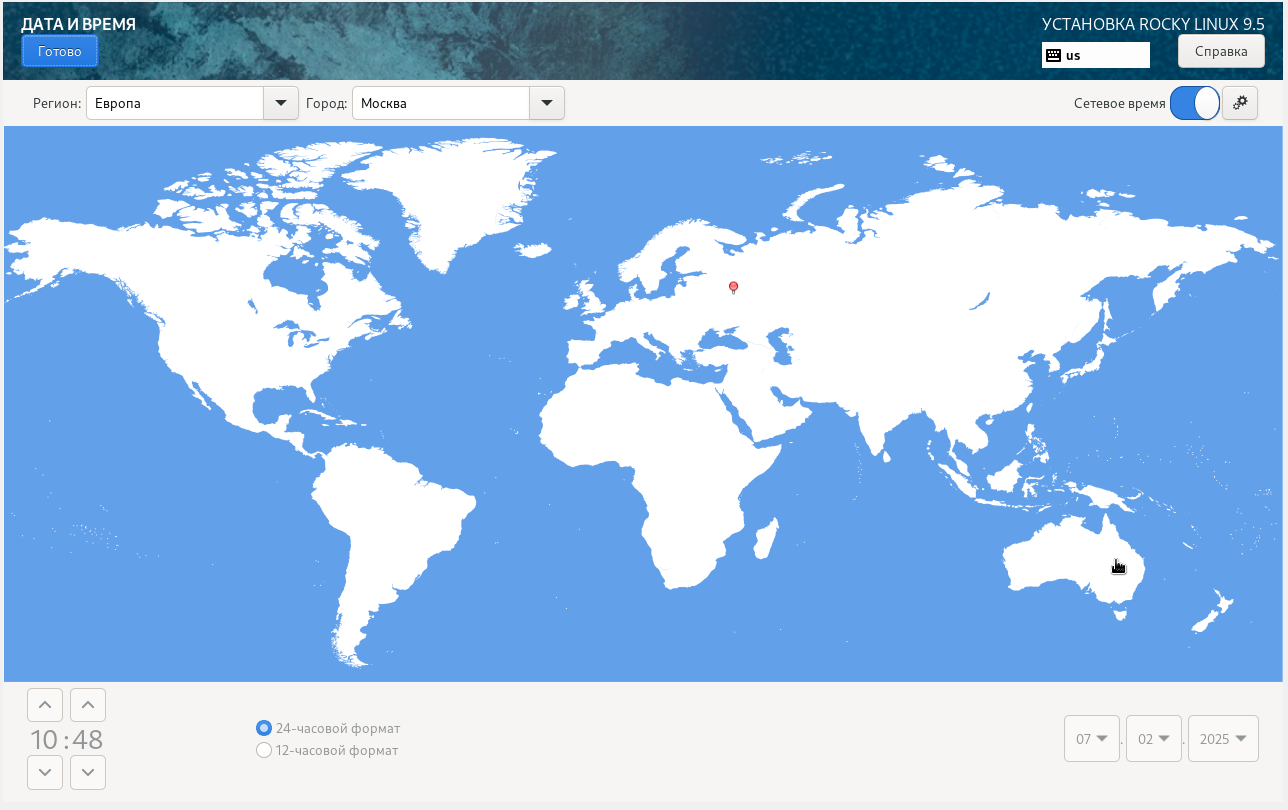 ДАТА И ВРЕМЯ
УСТАНОВКА ROCKY LINUX 9.5
Готово
us
Справка
Регион: Европа Город: Москва Сетевое время
10 : 48
24-часовой формат
12-часовой формат
07 . 02 . 2025